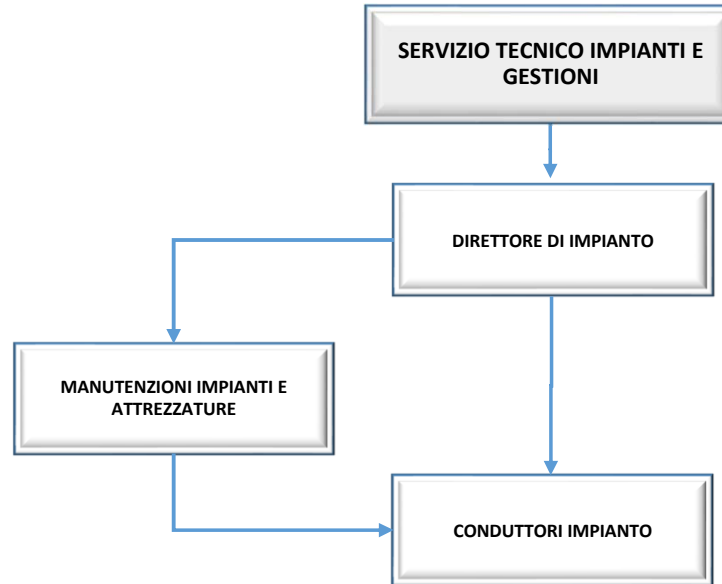 SERVIZIO TECNICO IMPIANTI E
GESTIONI
DIRETTORE DI IMPIANTO
MANUTENZIONI IMPIANTI E
ATTREZZATURE
CONDUTTORI IMPIANTO